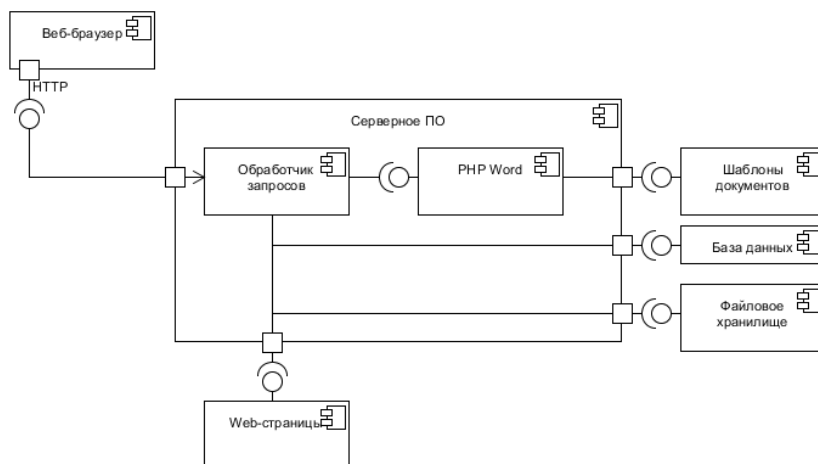 Веб-браузер
HTTP
Серверное ПО
Обработчик
запросов
PHP Word
Шаблоны
документов
База данных
Файловое
хранилище
Web-страницы